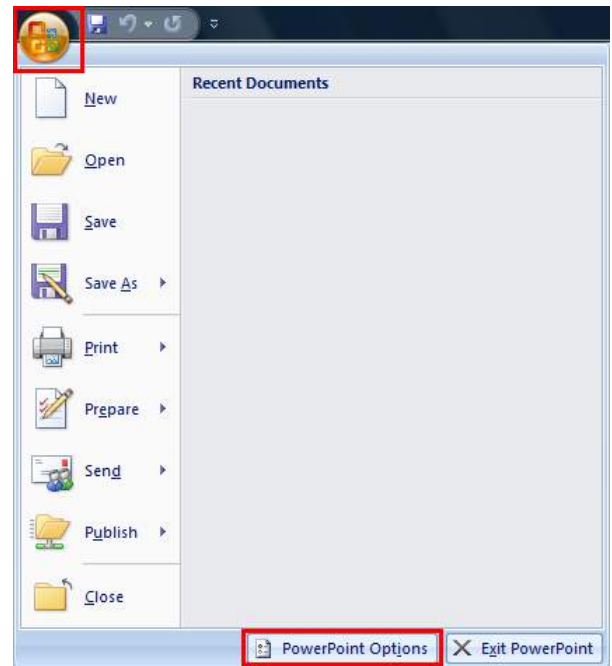 Recent Documents
New
Open
Save
Save As
Print
Prepare
Send
Publish
Close
PowerPoint Options
Exit PowerPoint